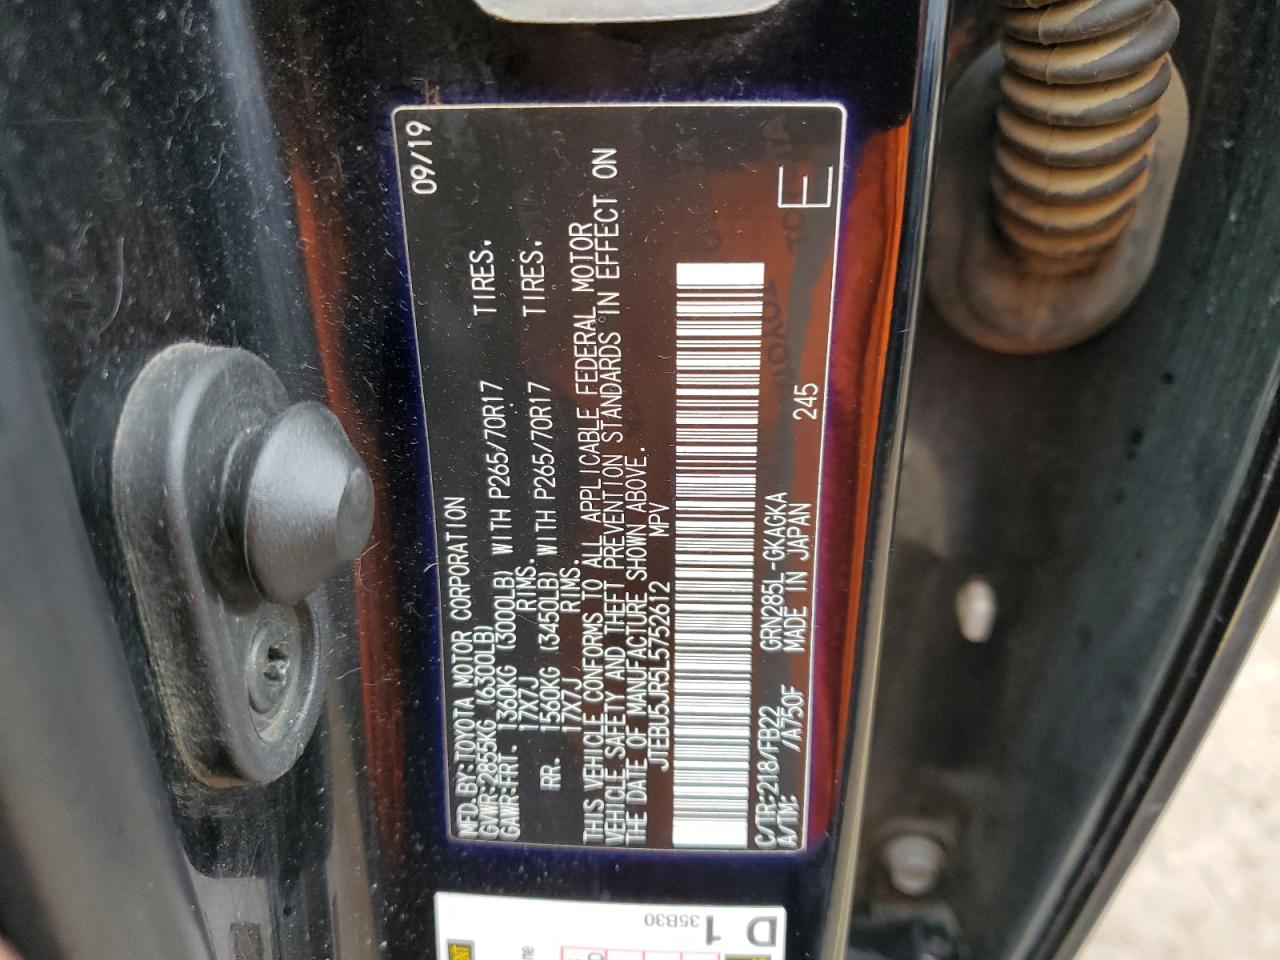 09/19
MFD.BY:TOYOTA MOTOR CORPORATION
GVWR:2855KG (6300LB)
GAWR:FRT. 1360KG (3000LB) WITH P265/70R17 TIRES.
17X7J RIMS.
RR. 1560KG (3450LB) WITH P265/70R17 TIRES.
17X7J RIMS.
THIS VEHICLE CONFORMS TO ALL APPLICABLE FEDERAL MOTOR
VEHICLE SAFETY AND THEFT PREVENTION STANDARDS IN EFFECT ON
THE DATE OF MANUFACTURE SHOWN ABOVE.
JTEBU5JR5L5752612 MPV
C/TR:218/FB22 GRN285L-GKAGKA 245
A/TM: /A750F MADE IN JAPAN
E
35B30
D 1